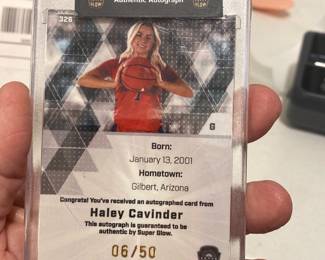 Authentic Autograph
326
G
Born:
January 13, 2001
Hometown:
Gilbert, Arizona
Congrats! You've received an autographed card from
Haley Cavinder
This autograph is guaranteed to be
authentic by Super Glow.
06/50